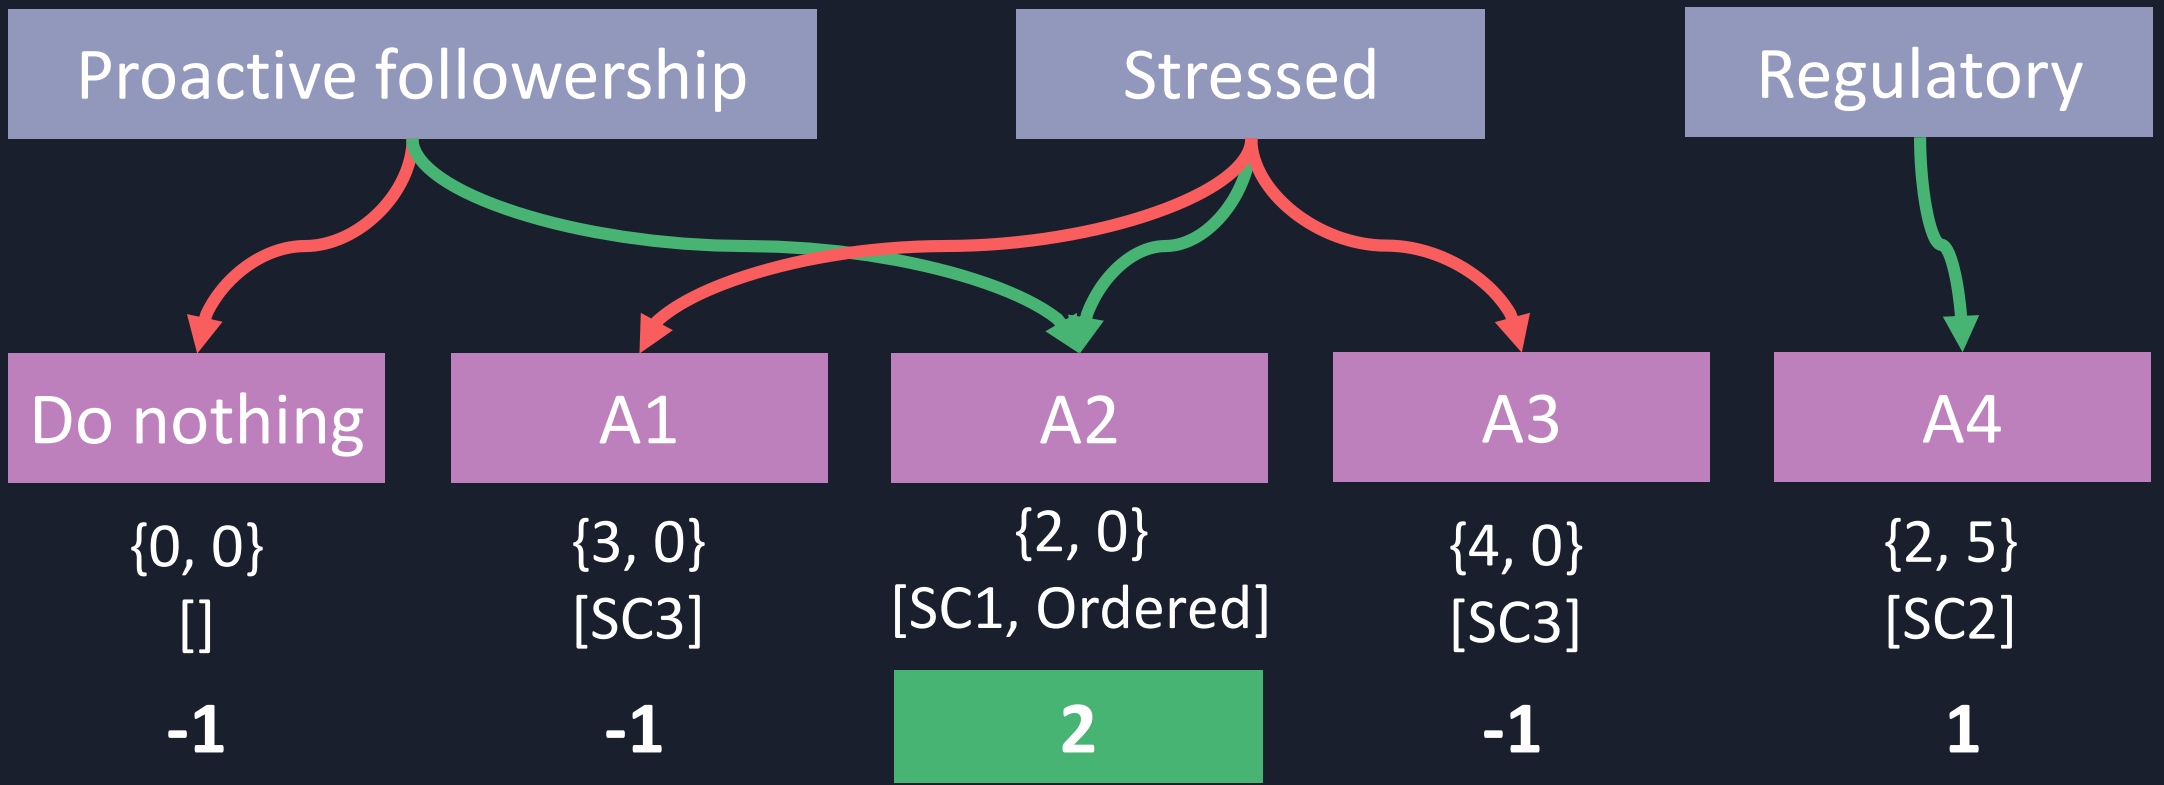 Proactive followership
Stressed
Regulatory
Do nothing
A1
A2
A3
A4
{0, 0}
{3, 0}
{2, 0}
{4, 0}
{2, 5}
[]
[SC3]
[SC1, Ordered]
[SC3]
[SC2]
-1
-1
2
-1
1